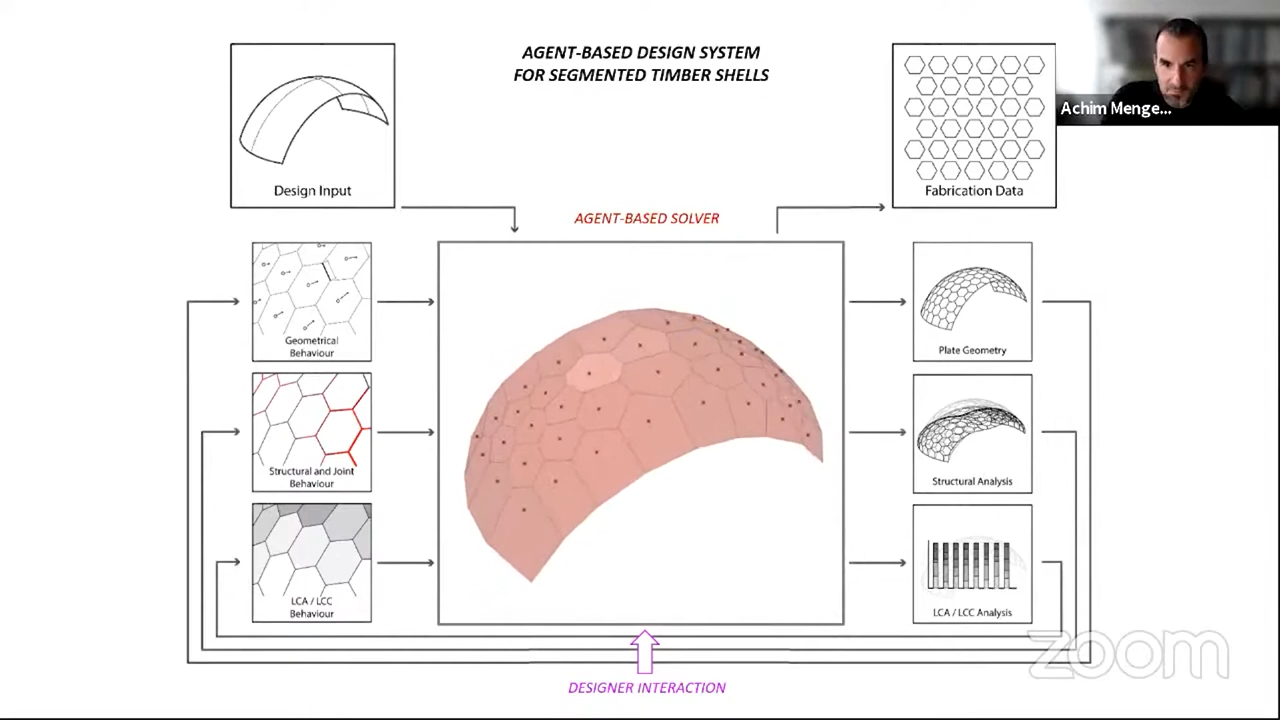 AGENT-BASED DESIGN SYSTEM
FOR SEGMENTED TIMBER SHELLS
Achim Menge...
Design Input
Fabrication Data
AGENT-BASED SOLVER
Geometrical
Behaviour
Plate Geometry
Structural and Joint
Behaviour
Structural Analysis
LCA / LCC
Behaviour
LCA / LCC Analysis
DESIGNER INTERACTION
zoom